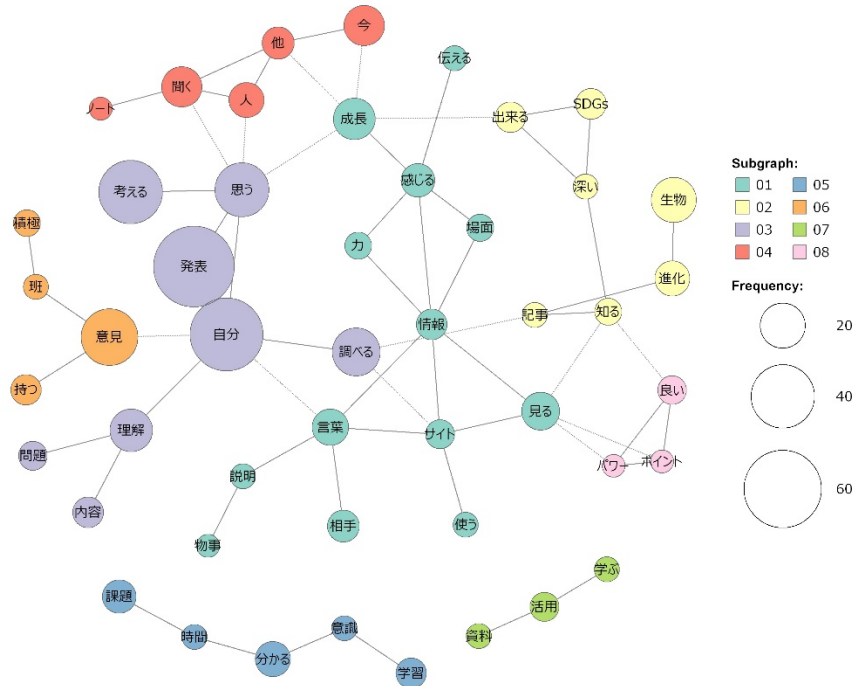 今
他
伝える
聞く
人
ノート
成長
出来る
SDGs
考える
思う
感じる
深い
生物
積極
力
場面
発表
班
進化
記事
知る
意見
自分
情報
調べる
持つ
良い
見る
理解
言葉
サイト
問題
パワー
ポイント
説明
内容
相手
使う
物事
課題
学ぶ
活用
時間
意識
資料
分かる
学習
Subgraph:
01
05
02
06
03
07
04
08
Frequency:
20
40
60